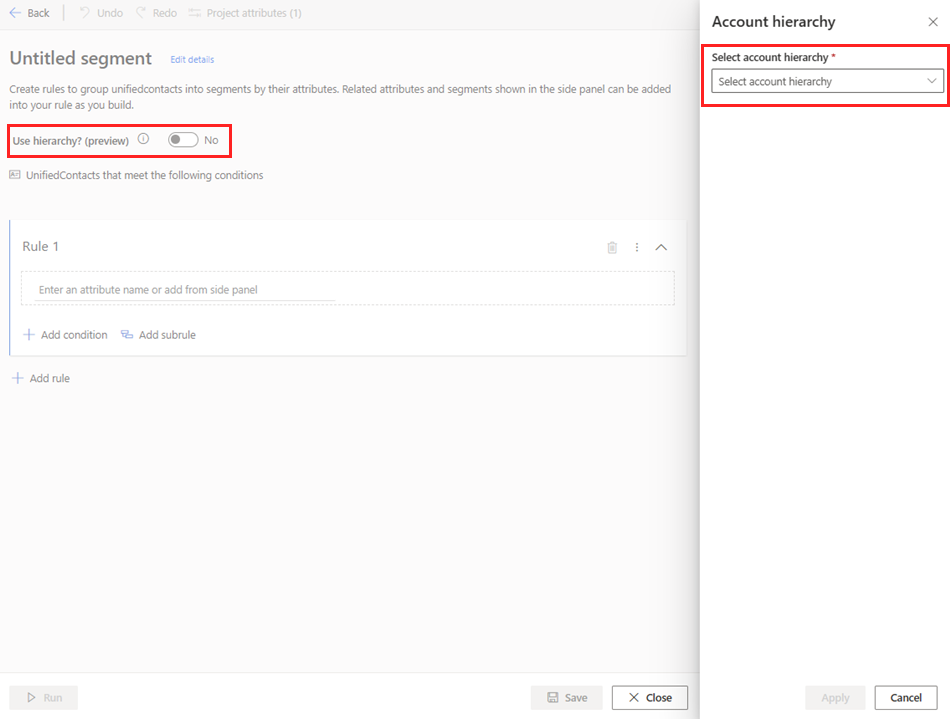 Back
Undo
Redo
Project attributes (1)
Untitled segment
Edit details
Create rules to group unifiedcontacts into segments by their attributes. Related attributes and segments shown in the side panel can be added
into your rule as you build.
Use hierarchy? (preview)
No
UnifiedContacts that meet the following conditions
Rule 1
Enter an attribute name or add from side panel
Add condition
Add subrule
Add rule
Run
Save
Close
Account hierarchy
Select account hierarchy *
Select account hierarchy
Apply
Cancel